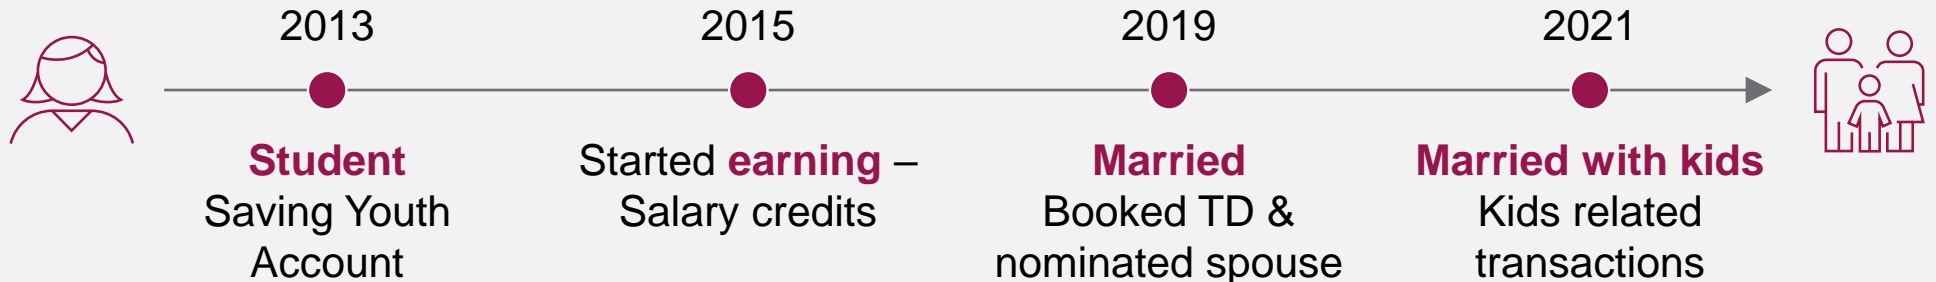 2013
Student
Saving Youth
Account
2015
Started earning –
Salary credits
2019
Married
Booked TD &
nominated spouse
2021
Married with kids
Kids related
transactions